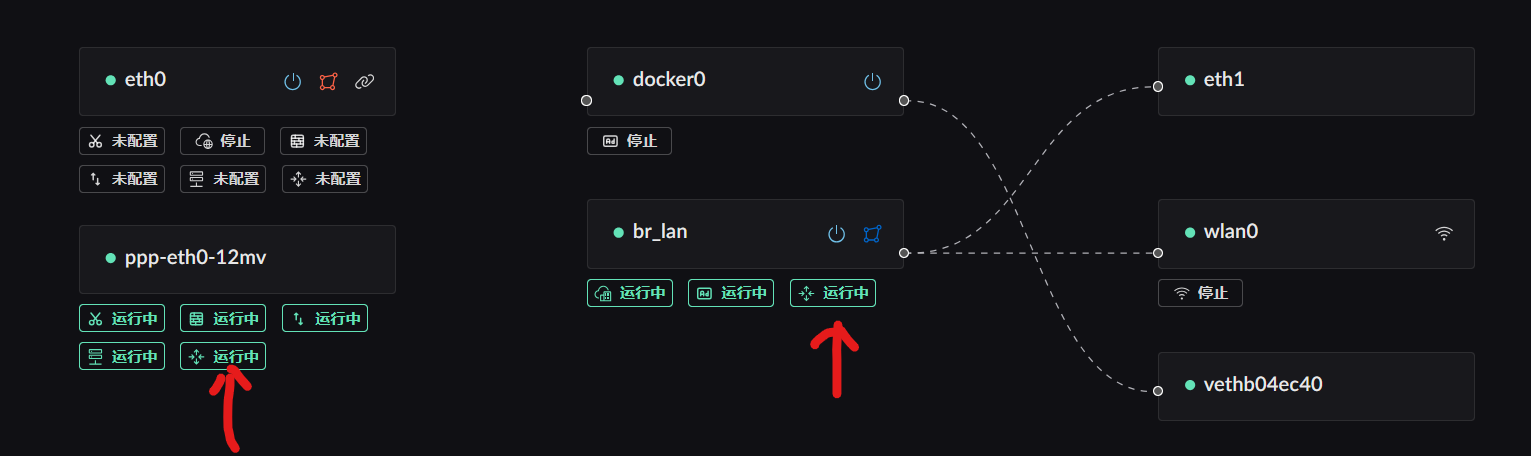 eth0
未配置 停止 未配置
未配置 未配置 未配置
ppp-eth0-12mv
运行中 运行中 运行中
运行中 运行中
docker0
Ad 停止
br_lan
运行中 Ad 运行中 运行中
eth1
wlan0
停止
vethb04ec40